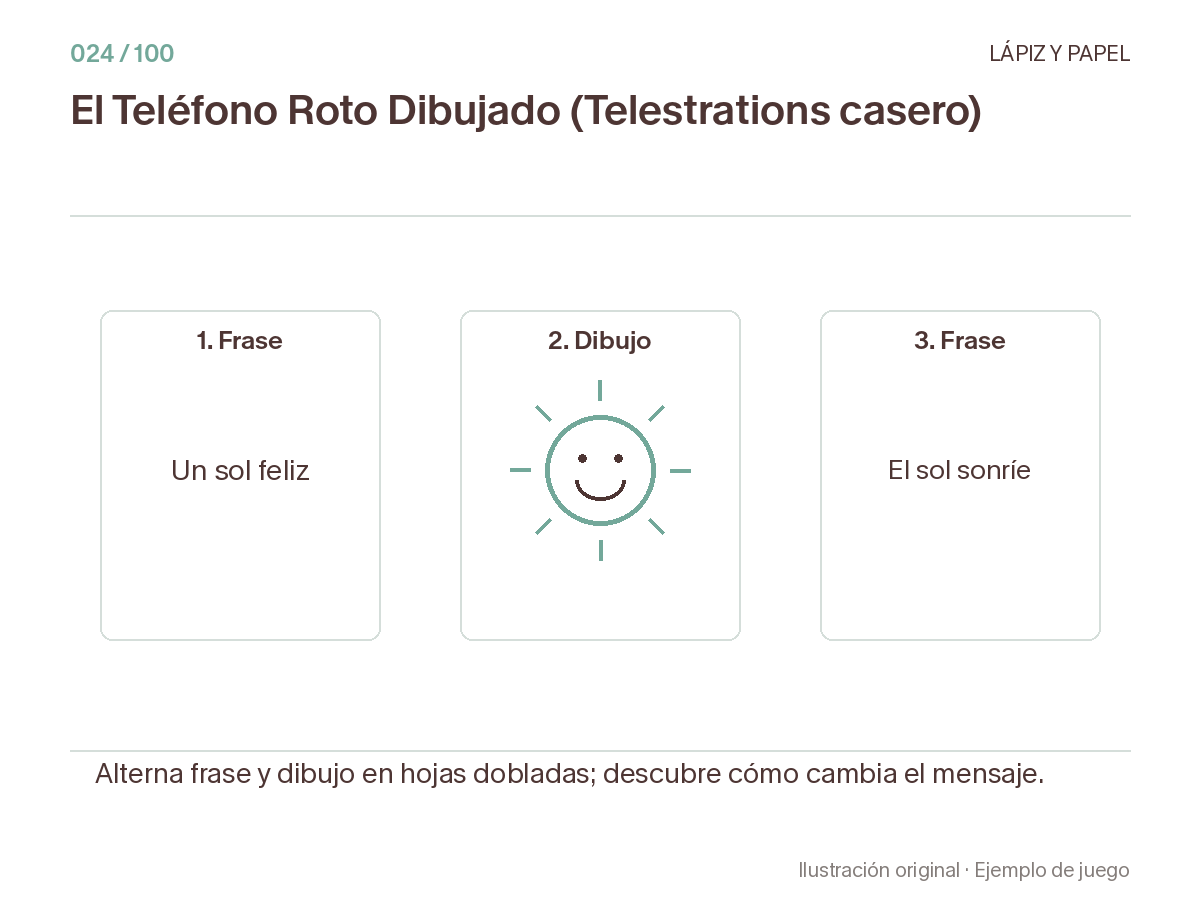 024 / 100
LÁPIZ Y PAPEL
El Teléfono Roto Dibujado (Telestrations casero)
1. Frase
2. Dibujo
3. Frase
Un sol feliz
El sol sonríe
Alterna frase y dibujo en hojas dobladas; descubre cómo cambia el mensaje.
Ilustración original · Ejemplo de juego